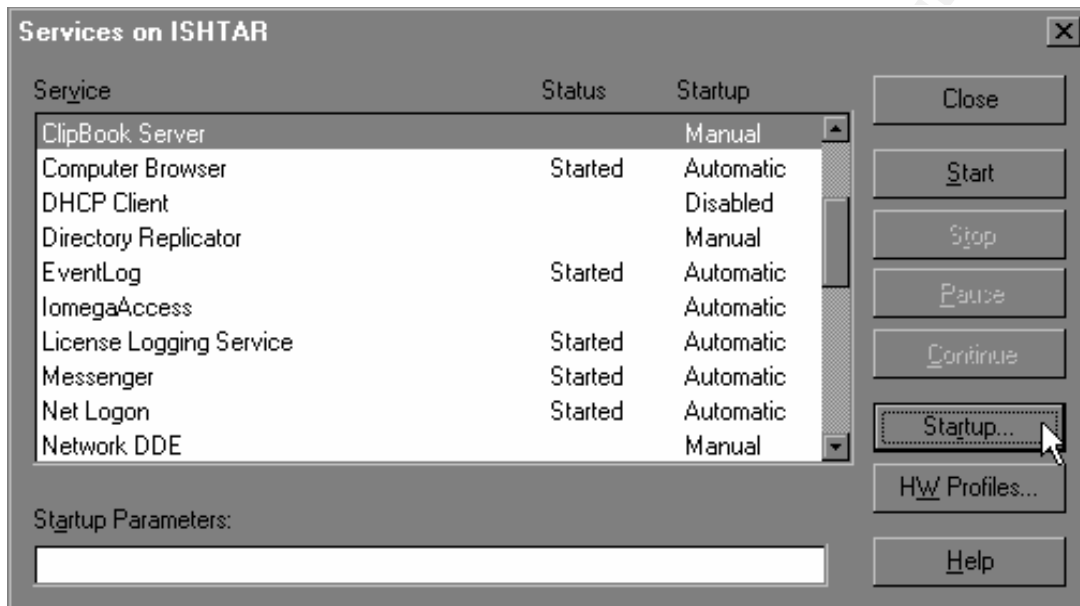 Services on ISHTAR
Service Status Startup
ClipBook Server Manual
Computer Browser Started Automatic
DHCP Client Disabled
Directory Replicator Manual
EventLog Started Automatic
IomegaAccess Automatic
License Logging Service Started Automatic
Messenger Started Automatic
Net Logon Started Automatic
Network DDE Manual
Startup Parameters:
Close
Start
Stop
Pause
Continue
Startup...
HW Profiles...
Help